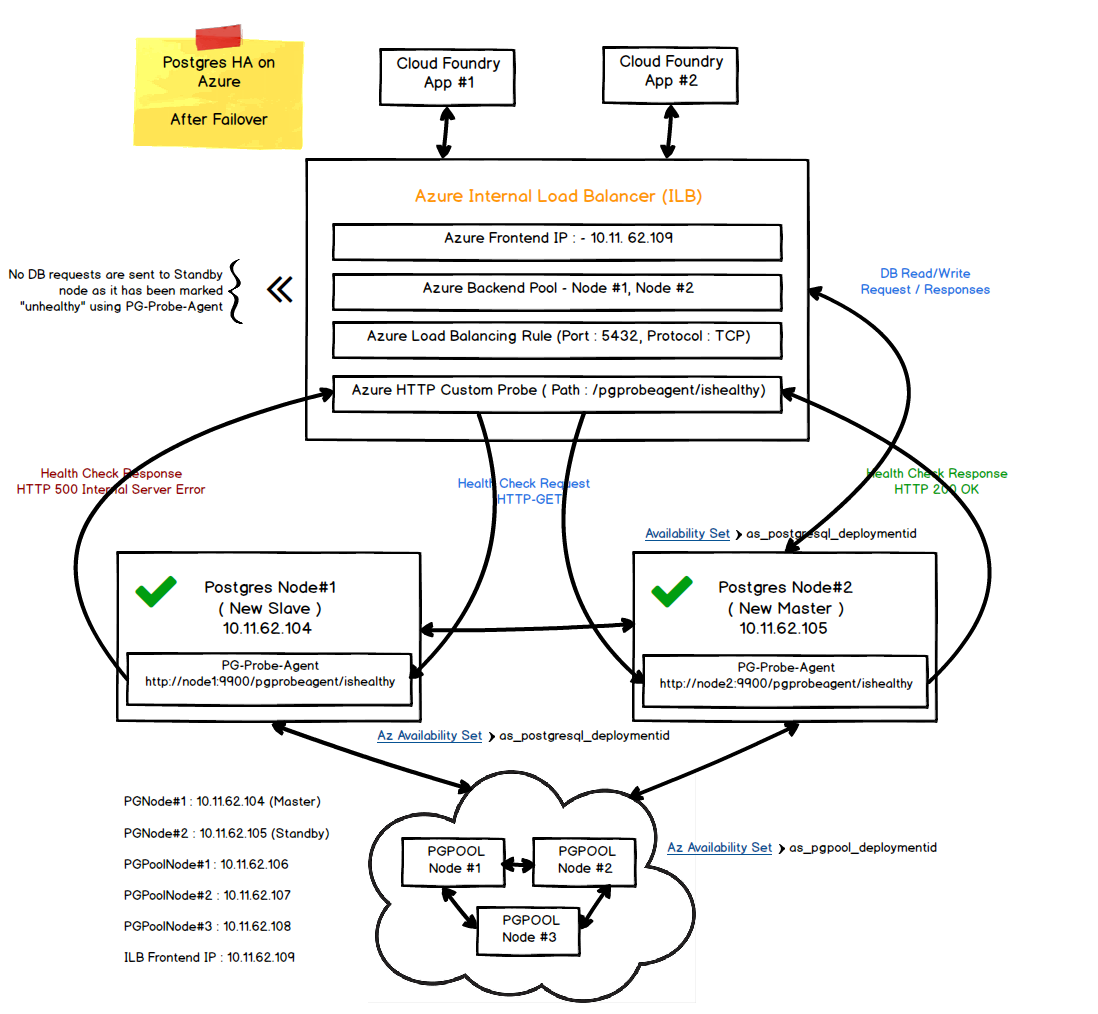 Postgres HA on
Azure
After Failover
Cloud Foundry
App #1
Cloud Foundry
App #2
Azure Internal Load Balancer (ILB)
Azure Frontend IP : - 10.11. 62.109
Azure Backend Pool - Node #1, Node #2
Azure Load Balancing Rule (Port : 5432, Protocol : TCP)
Azure HTTP Custom Probe ( Path : /pgprobeagent/ishealthy)
No DB requests are sent to Standby
node as it has been marked
"unhealthy" using PG-Probe-Agent
DB Read/Write
Request / Responses
Health Check Response
HTTP 500 Internal Server Error
Health Check Request
HTTP-GET
Health Check Response
HTTP 200 OK
Availability Set > as_postgresql_deploymentid
Postgres Node#1
( New Slave )
10.11.62.104
PG-Probe-Agent
http://node1:9900/pgprobeagent/ishealthy
Postgres Node#2
( New Master )
10.11.62.105
PG-Probe-Agent
http://node2:9900/pgprobeagent/ishealthy
Az Availability Set > as_postgresql_deploymentid
PGNode#1 : 10.11.62.104 (Master)
PGNode#2 : 10.11.62.105 (Standby)
PGPoolNode#1 : 10.11.62.106
PGPoolNode#2 : 10.11.62.107
PGPoolNode#3 : 10.11.62.108
ILB Frontend IP : 10.11.62.109
PGPOOL
Node #1
PGPOOL
Node #2
PGPOOL
Node #3
Az Availability Set > as_pgpool_deploymentid